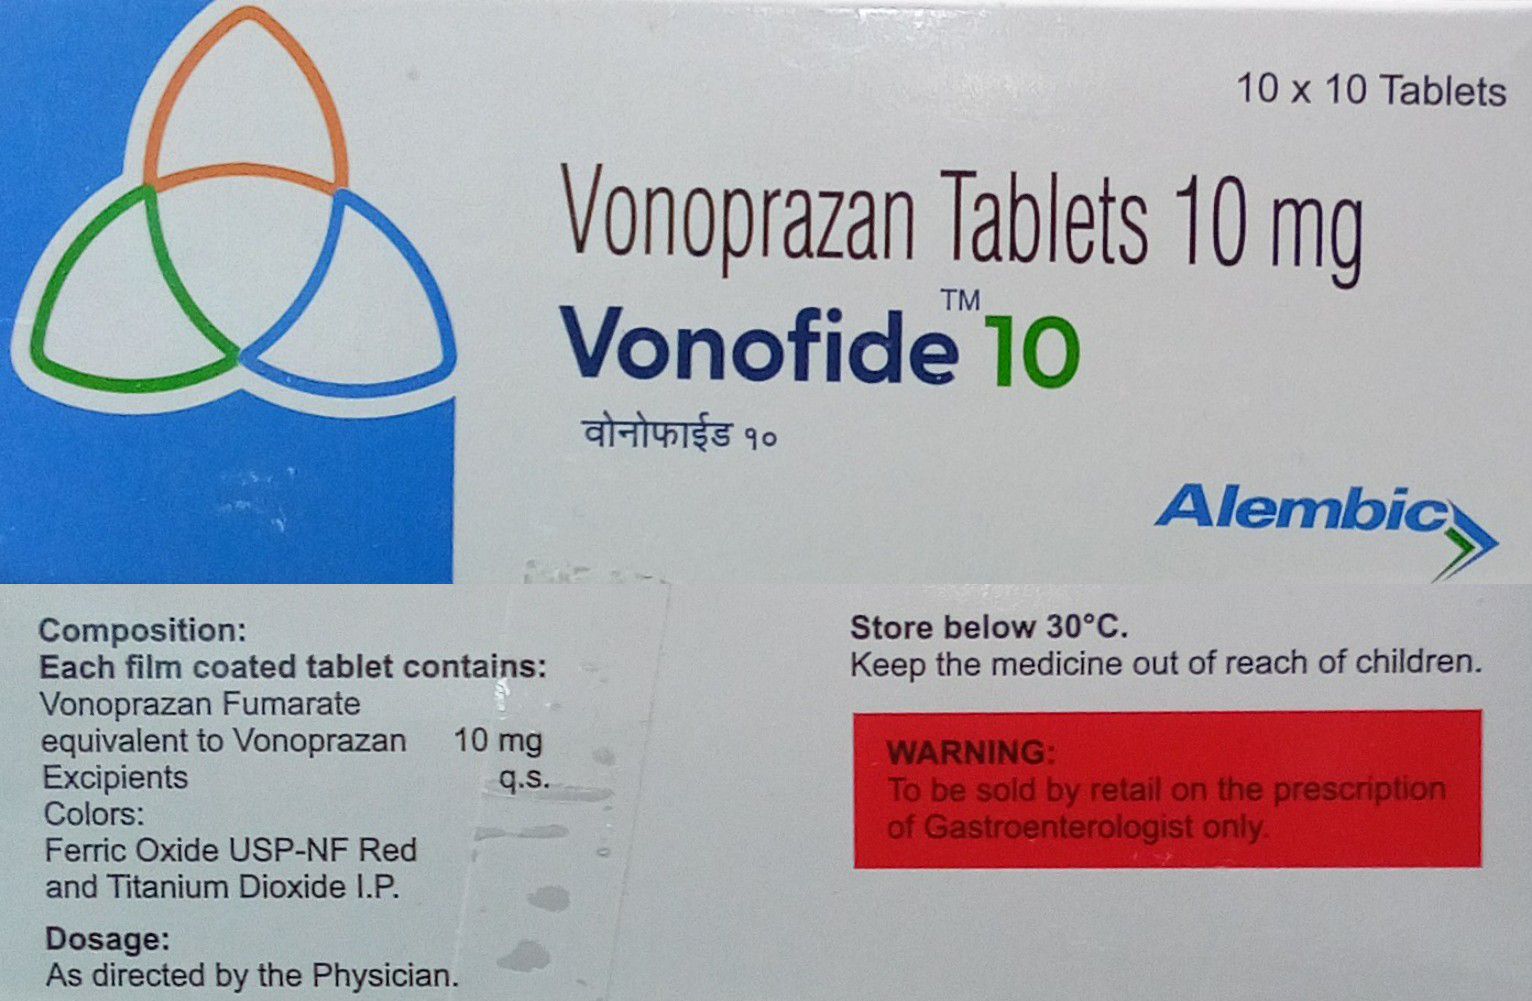 10 x 10 Tablets
Vonoprazan Tablets 10 mg
Vonofide™ 10
वोनोफाईड १०
Alembic
Composition:
Each film coated tablet contains:
Vonoprazan Fumarate
equivalent to Vonoprazan 10 mg
Excipients q.s.
Colors:
Ferric Oxide USP-NF Red
and Titanium Dioxide I.P.
Dosage:
As directed by the Physician.
Store below 30°C.
Keep the medicine out of reach of children.
WARNING:
To be sold by retail on the prescription
of Gastroenterologist only.